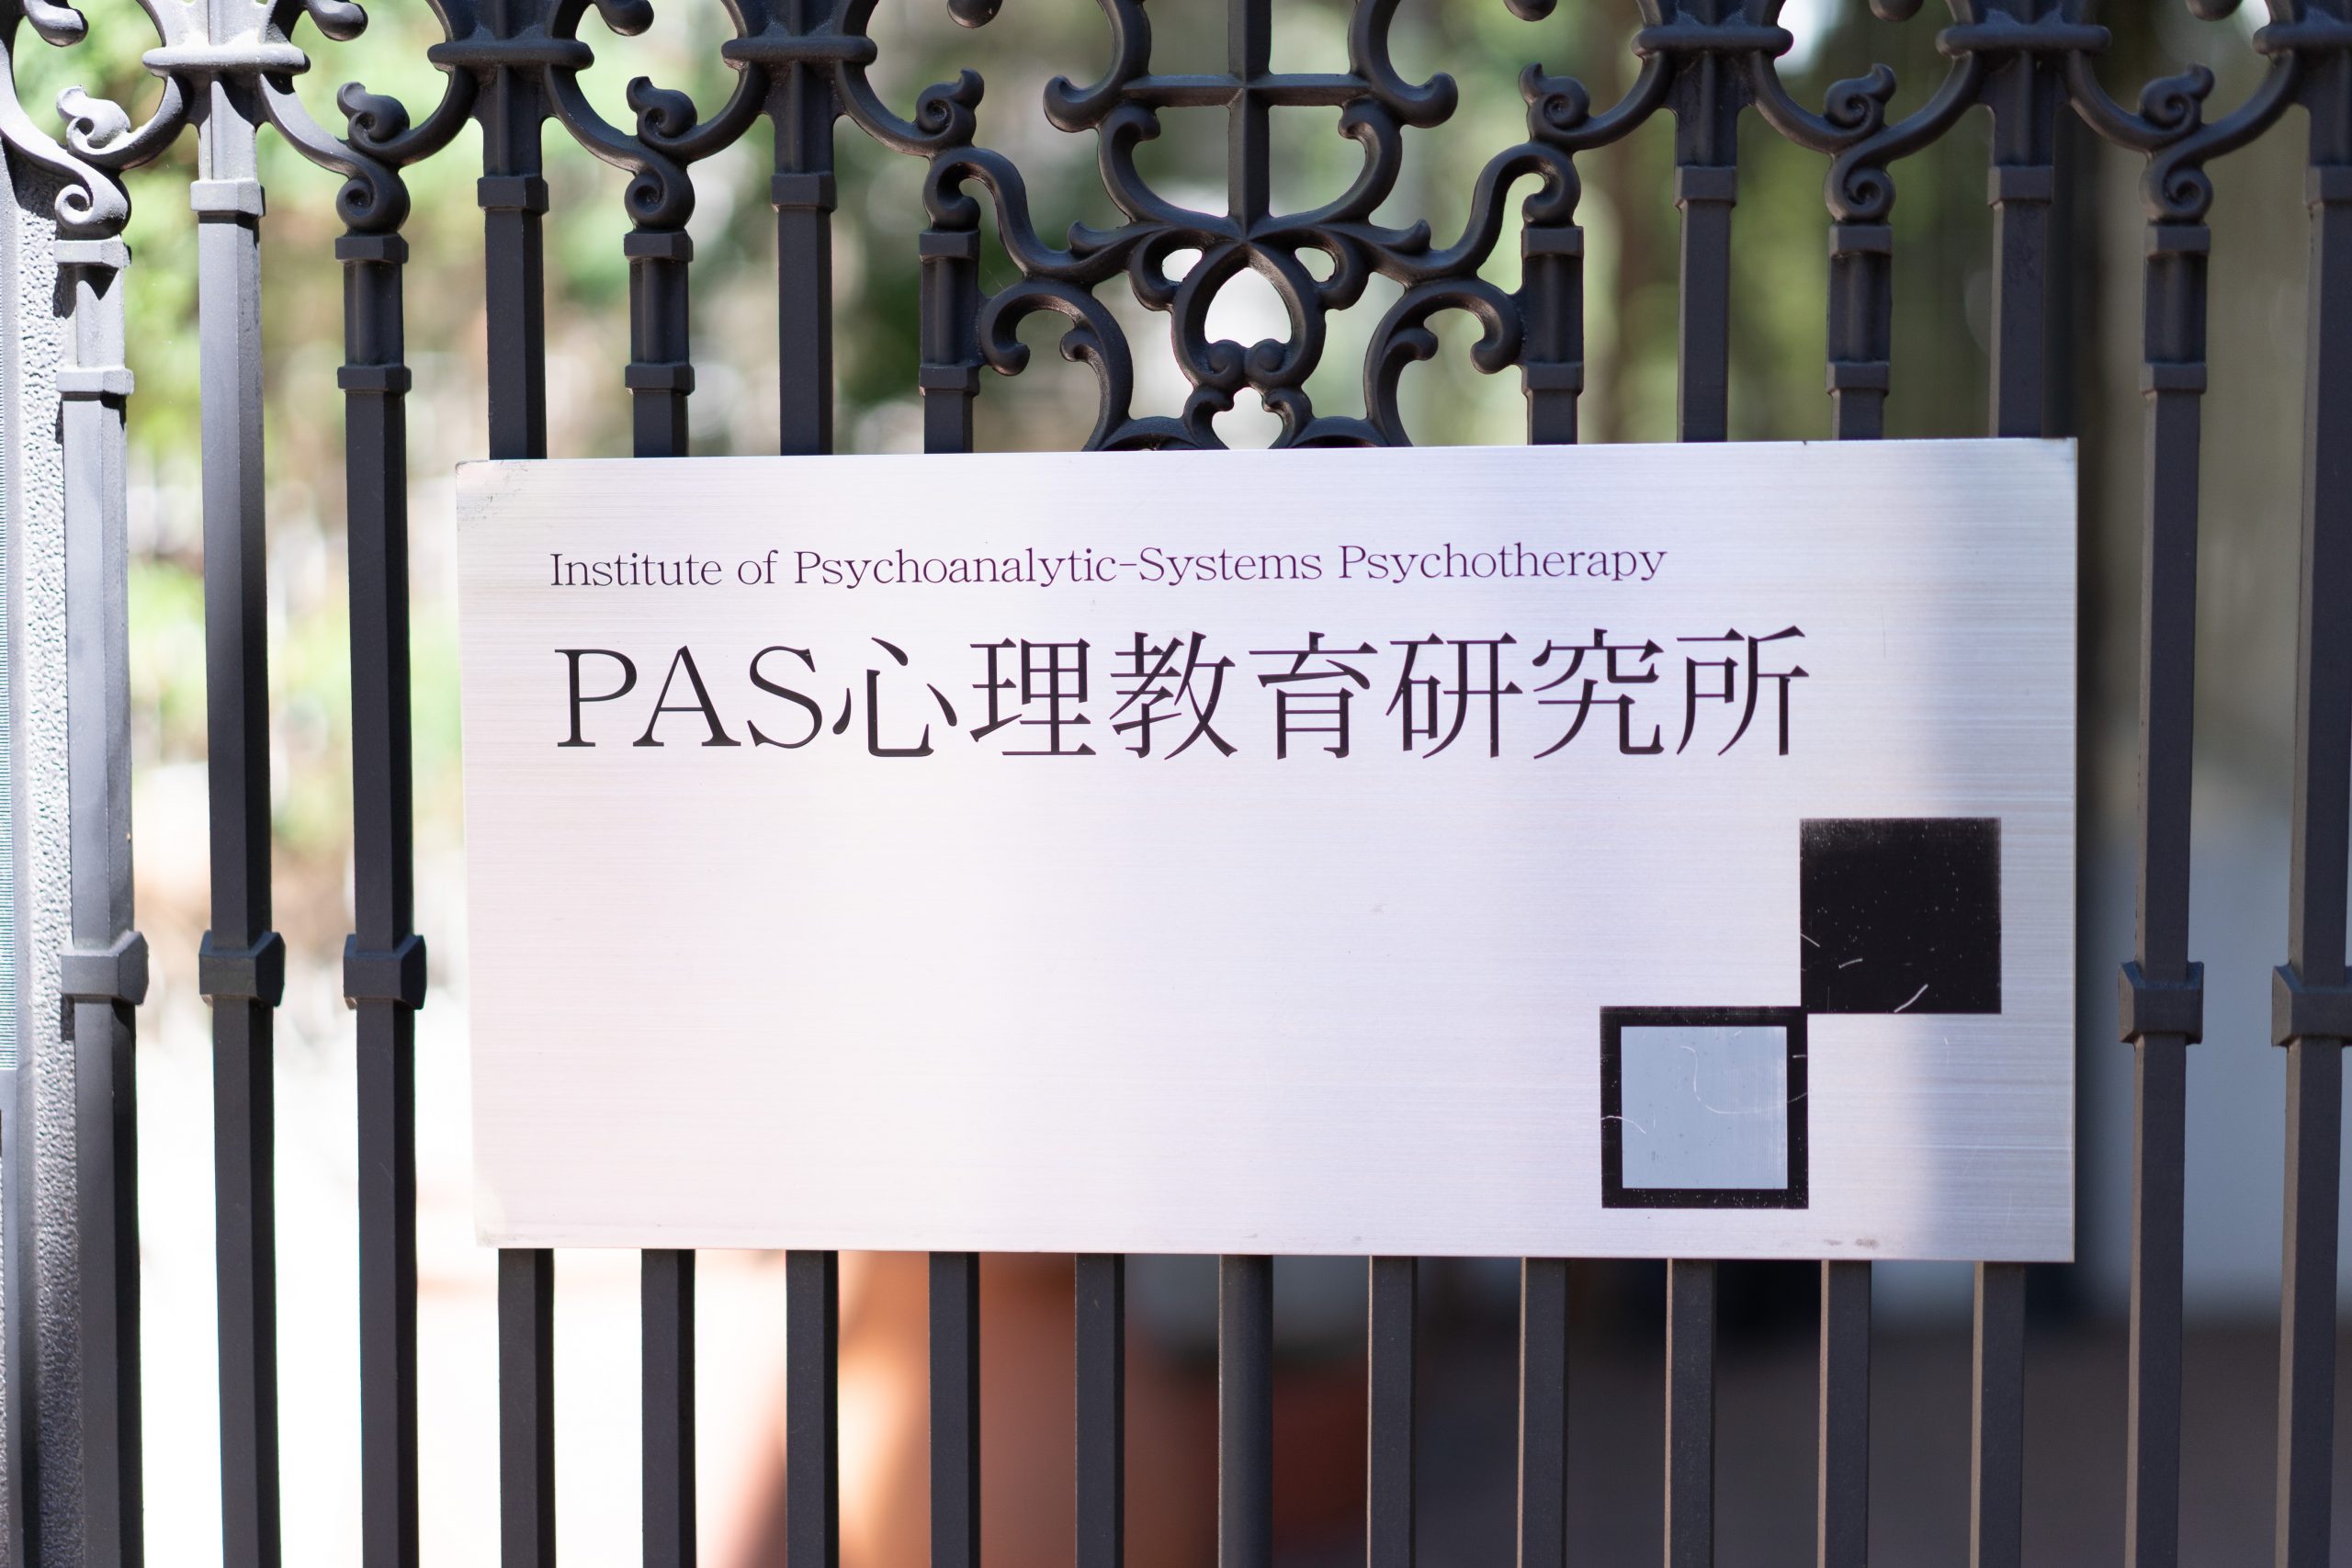 Institute of Psychoanalytic-Systems Psychotherapy
PAS心理教育研究所